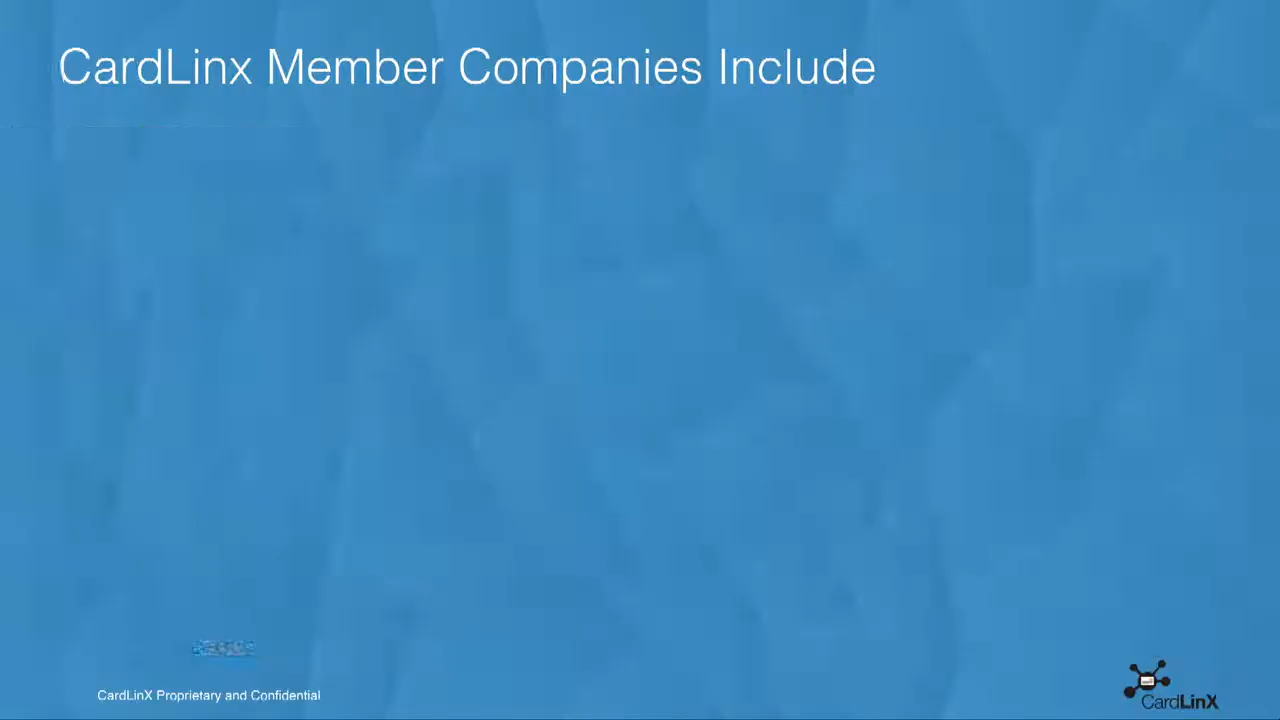 CardLinx Member Companies Include
CardLinX Proprietary and Confidential
CardLinX